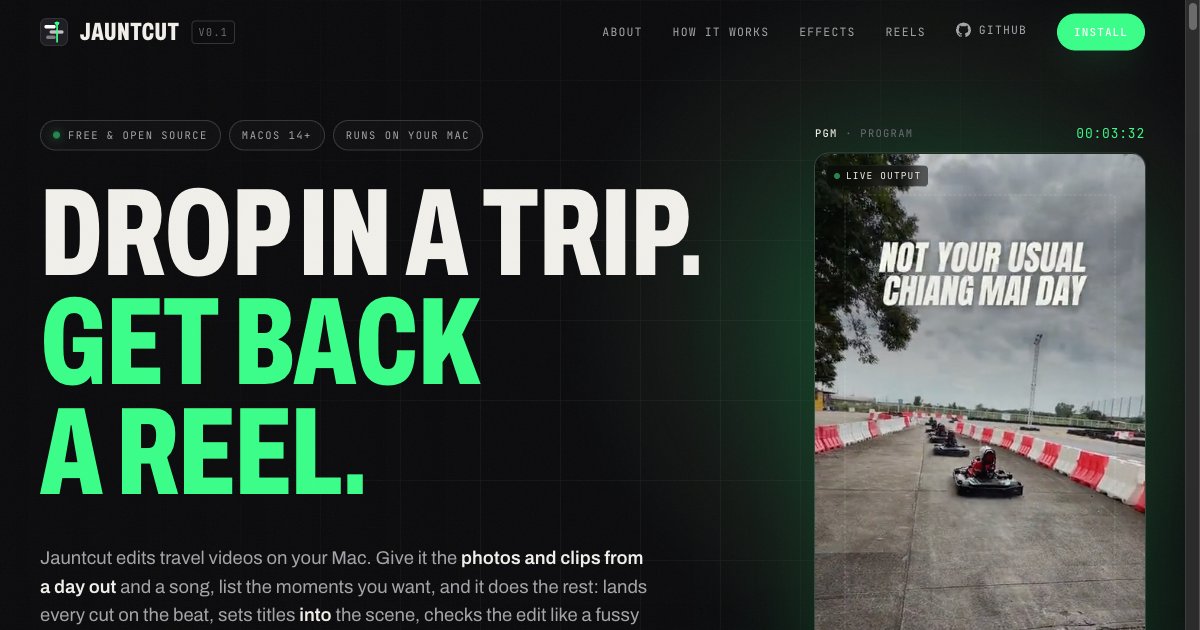 JAUNTCUT V0.1
ABOUT HOW IT WORKS EFFECTS REELS GITHUB INSTALL
FREE & OPEN SOURCE MACOS 14+ RUNS ON YOUR MAC
DROP IN A TRIP.
GET BACK
A REEL.
Jauntcut edits travel videos on your Mac. Give it the photos and clips from
a day out and a song, list the moments you want, and it does the rest: lands
every cut on the beat, sets titles into the scene, checks the edit like a fussy
PGM · PROGRAM 00:03:32
LIVE OUTPUT
NOT YOUR USUAL
CHIANG MAI DAY